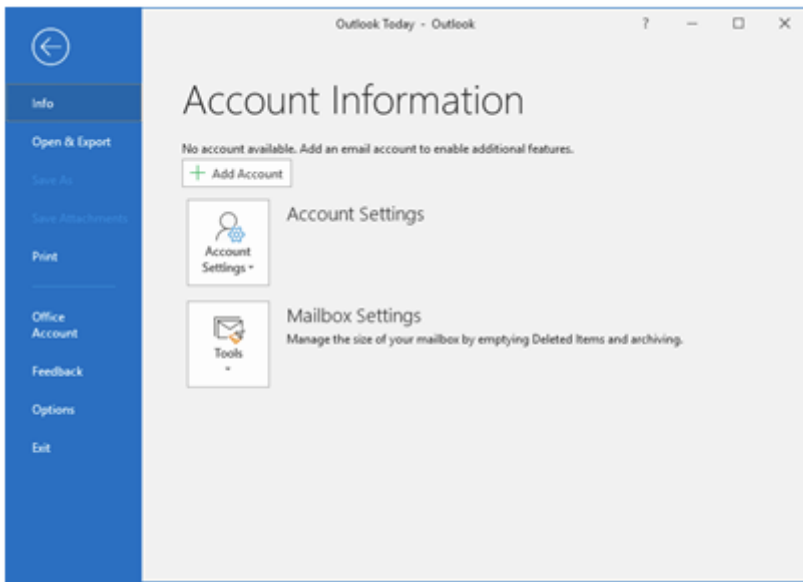 Outlook Today - Outlook
?
Info
Open & Export
Save As
Save Attachments
Print
Office
Account
Feedback
Options
Exit
Account Information
No account available. Add an email account to enable additional features.
Add Account
Account
Settings
Account Settings
Tools
Mailbox Settings
Manage the size of your mailbox by emptying Deleted Items and archiving.